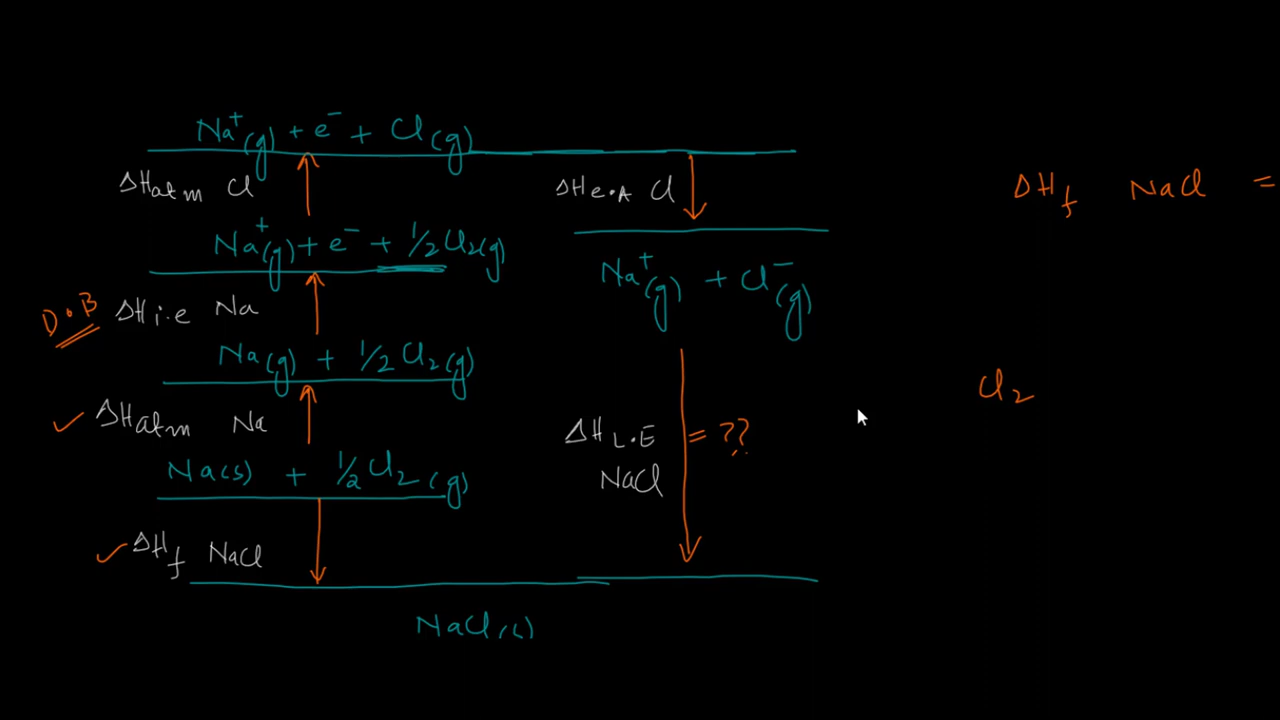 Na⁺(g) + e⁻ + Cl(g)
ΔHatm Cl
ΔHe.A Cl
ΔHf NaCl =
Na⁺(g) + e⁻ + ½Cl₂(g)
Na⁺(g) + Cl⁻(g)
D.B
ΔHi.e Na
Na(g) + ½Cl₂(g)
Cl₂
ΔHatm Na
ΔHL.E NaCl = ??
Na(s) + ½Cl₂(g)
ΔHf NaCl
NaCl(s)